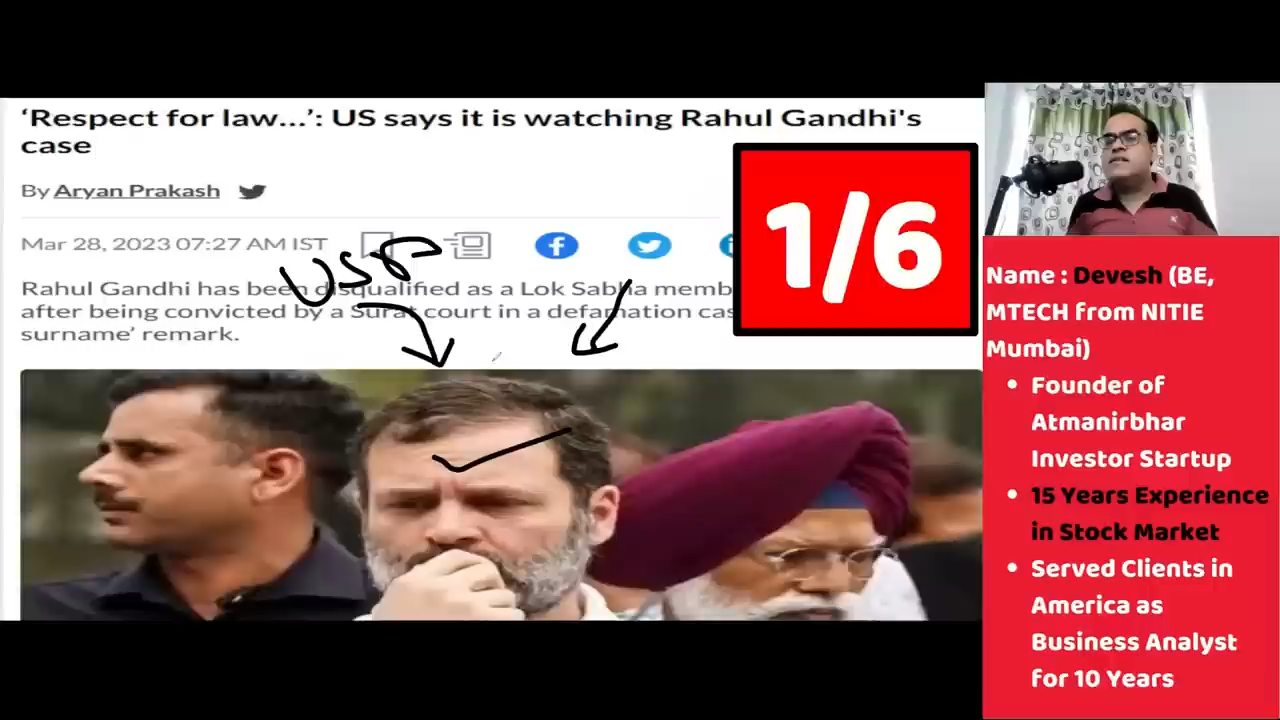 ‘Respect for law...’: US says it is watching Rahul Gandhi's
case
By Aryan Prakash
Mar 28, 2023 07:27 AM IST
Rahul Gandhi has been disqualified as a Lok Sabha
after being convicted by a Surat court in a defamation
surname’ remark.
1/6
Name : Devesh (BE,
MTECH from NITIE
Mumbai)
• Founder of
Atmanirbhar
Investor Startup
• 15 Years Experience
in Stock Market
• Served Clients in
America as
Business Analyst
for 10 Years